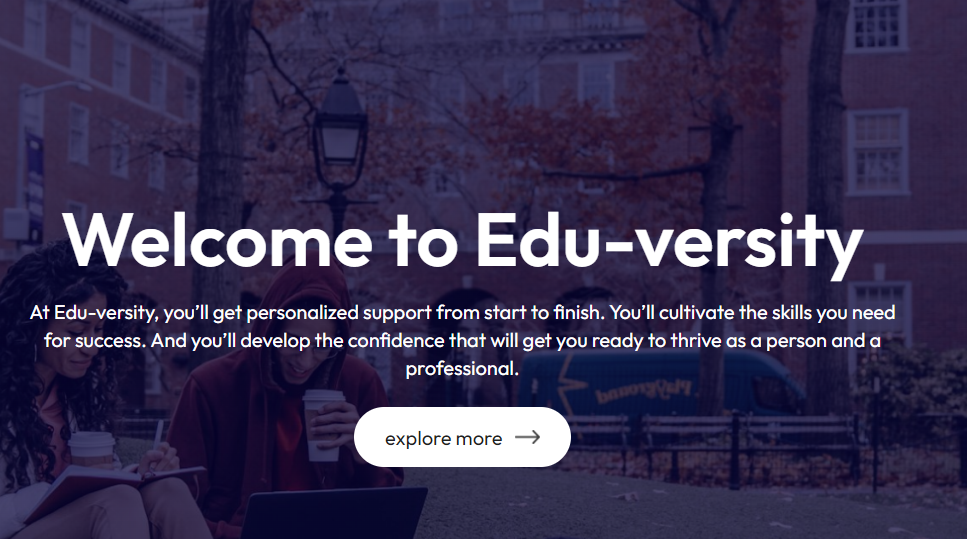 Welcome to Edu-versity
At Edu-versity, you’ll get personalized support from start to finish. You’ll cultivate the skills you need
for success. And you’ll develop the confidence that will get you ready to thrive as a person and a
professional.
playground
explore more